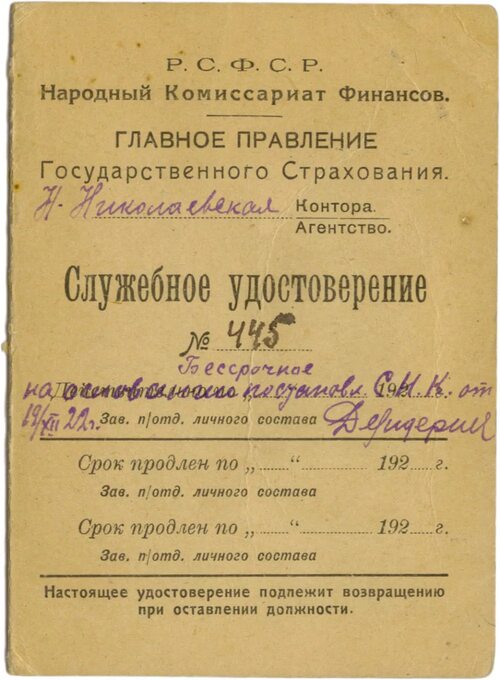 Р. С. Ф. С. Р.
Народный Комиссариат Финансов.
ГЛАВНОЕ ПРАВЛЕНИЕ
Государственного Страхования.
Н-Николаевская Контора.
Агентство.
Служебное удостоверение
№ 445
Бессрочное
на основании постановл. С.Н.К. от
Действительно 192 г.
19/XII 22 г. Зав. п/отд. личного состава
Срок продлен по „ “ 192 г.
Зав. п/отд. личного состава
Срок продлен по „ “ 192 г.
Зав. п/отд. личного состава
Настоящее удостоверение подлежит возвращению
при оставлении должности.